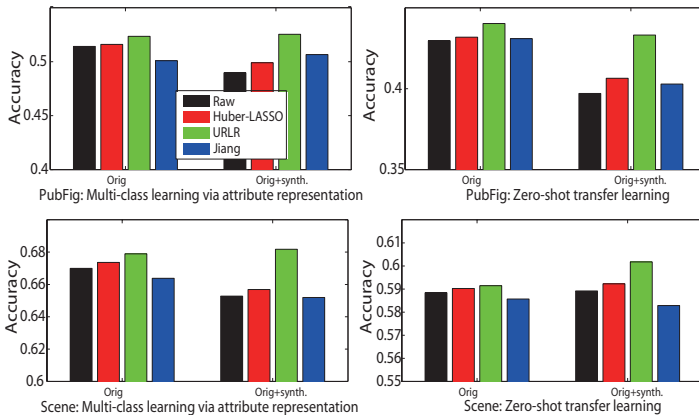 Accuracy
0.5
0.45
0.4
Raw
Huber-LASSO
URLR
Jiang
Orig
Orig+synth.
PubFig: Multi-class learning via attribute representation
Accuracy
0.4
0.35
Orig
Orig+synth.
PubFig: Zero-shot transfer learning
Accuracy
0.68
0.66
0.64
0.62
0.6
Orig
Orig+synth.
Scene: Multi-class learning via attribute representation
Accuracy
0.61
0.6
0.59
0.58
0.57
0.56
0.55
Orig
Orig+synth.
Scene: Zero-shot transfer learning